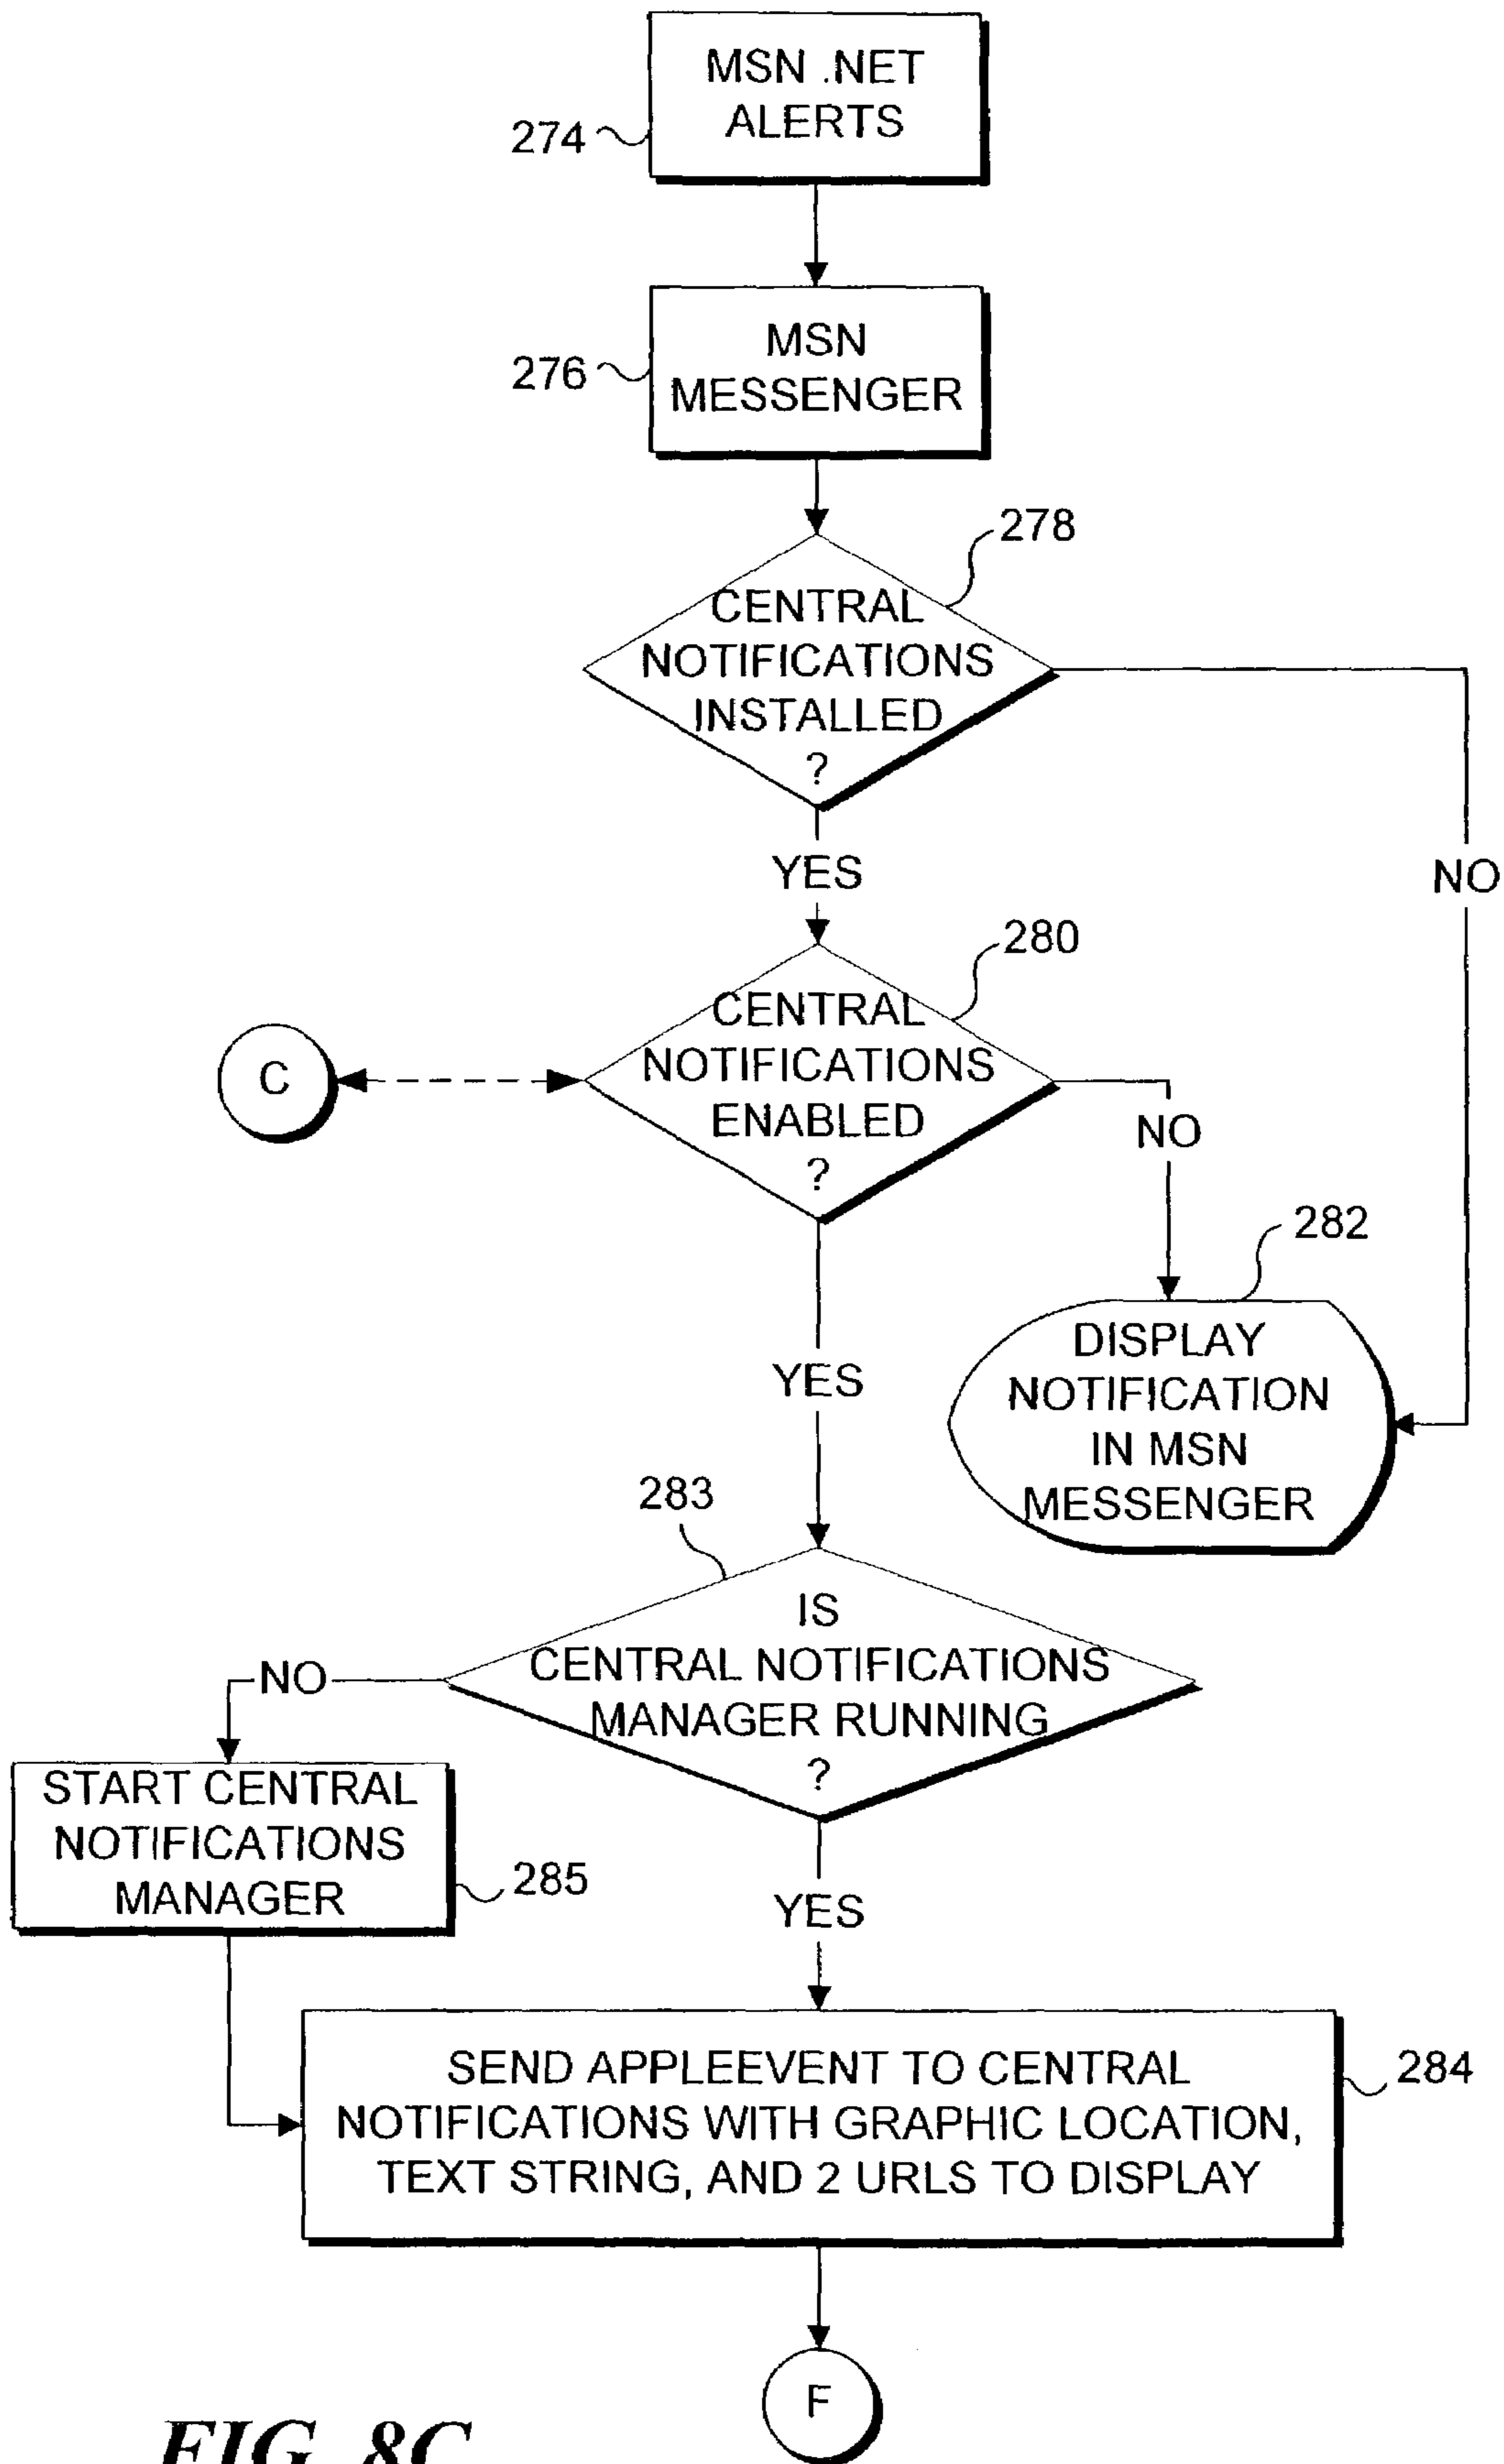 MSN .NET
ALERTS
274
MSN
MESSENGER
276
278
CENTRAL
NOTIFICATIONS
INSTALLED
?
YES
NO
280
CENTRAL
NOTIFICATIONS
ENABLED
?
C
NO
282
DISPLAY
NOTIFICATION
IN MSN
MESSENGER
YES
283
IS
CENTRAL NOTIFICATIONS
MANAGER RUNNING
?
NO
START CENTRAL
NOTIFICATIONS
MANAGER
285
YES
SEND APPLEEVENT TO CENTRAL
NOTIFICATIONS WITH GRAPHIC LOCATION,
TEXT STRING, AND 2 URLS TO DISPLAY
284
F
FIG. 8C